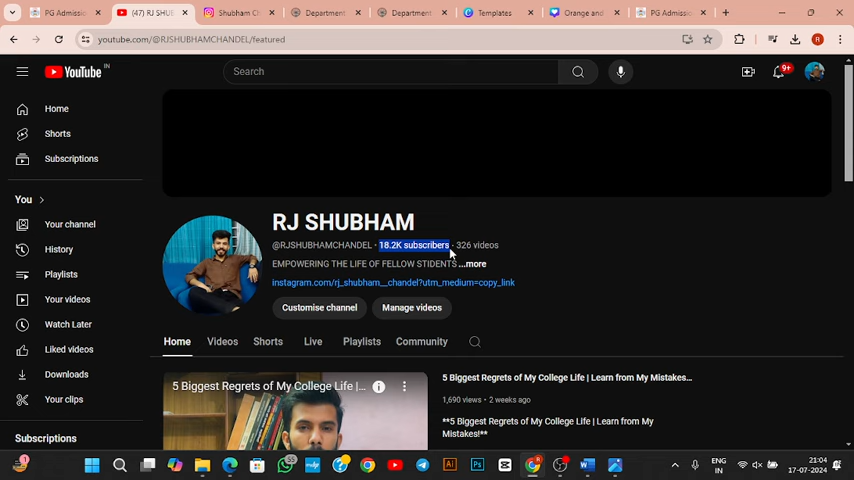 PG Admissio
(47) RJ SHUB
Shubham C
Department
Department
Templates
Orange and
PG Admissio
youtube.com/@RJSHUBHAMCHANDEL/featured
YouTube IN
Search
9+
Home
Shorts
Subscriptions
You
Your channel
History
Playlists
Your videos
Watch Later
Liked videos
Downloads
Your clips
Subscriptions
RJ SHUBHAM
@RJSHUBHAMCHANDEL · 18.2K subscribers · 326 videos
EMPOWERING THE LIFE OF FELLOW STIDENTS ...more
instagram.com/rj_shubham__chandel?utm_medium=copy_link
Customise channel
Manage videos
Home Videos Shorts Live Playlists Community
5 Biggest Regrets of My College Life |...
5 Biggest Regrets of My College Life | Learn from My Mistakes...
1,690 views • 2 weeks ago
**5 Biggest Regrets of My College Life | Learn from My
Mistakes!**
ENG
IN
21:04
17-07-2024